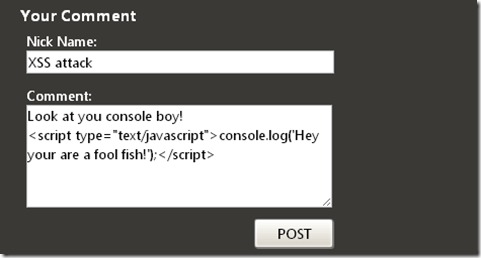 Your Comment
Nick Name:
XSS attack
Comment:
Look at you console boy!
<script type="text/javascript">console.log('Hey
your are a fool fish!');</script>
POST